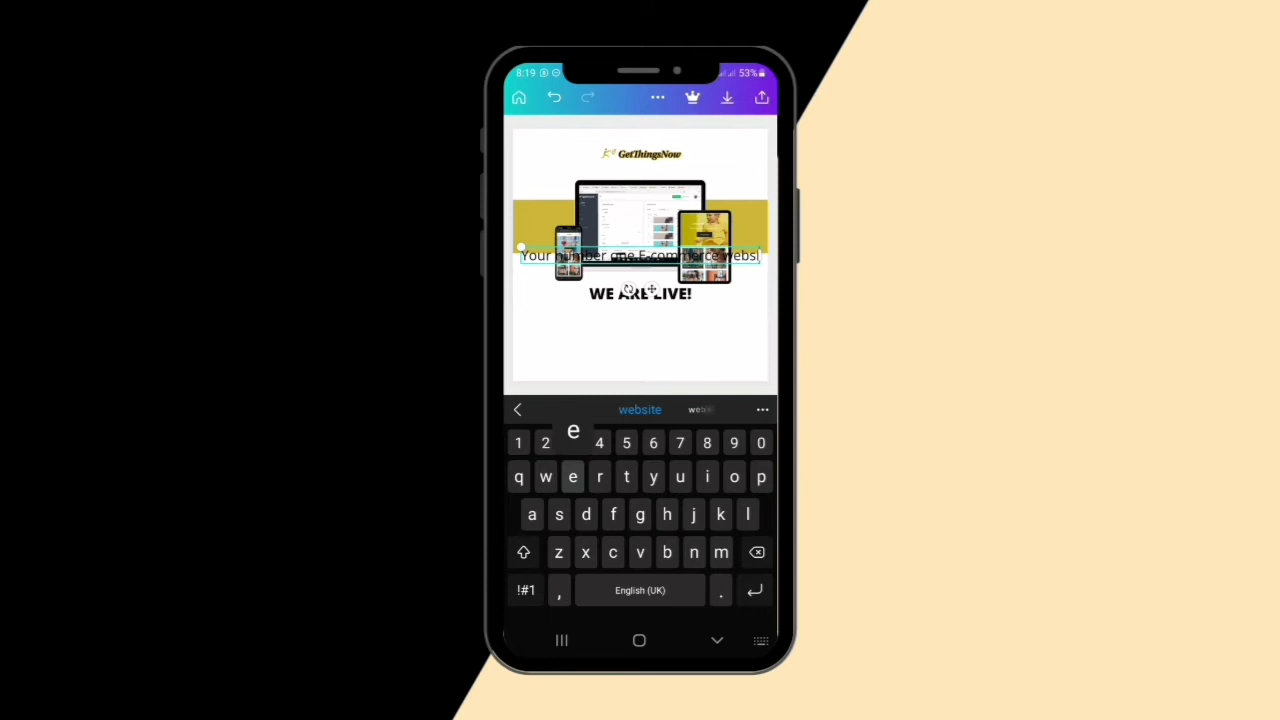 8:19
53%
GetThingsNow
Your number one E-commerce websi
WE ARE LIVE!
website
e
1 2 4 5 6 7 8 9 0
q w e r t y u i o p
a s d f g h j k l
z x c v b n m
!#1 , English (UK) .